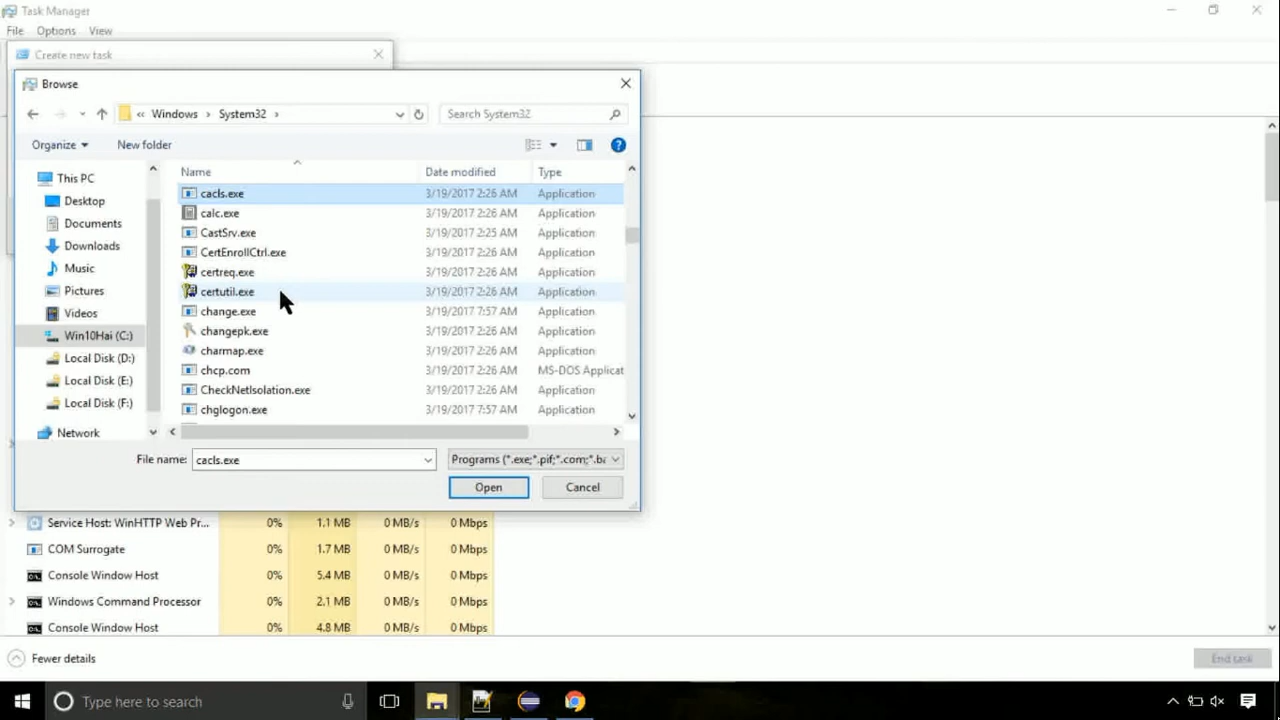 Task Manager
File Options View
Create new task
Browse
« Windows › System32 ›
Search System32
Organize New folder
Name Date modified Type
This PC
Desktop
Documents
Downloads
Music
Pictures
Videos
Win10Hai (C:)
Local Disk (D:)
Local Disk (E:)
Local Disk (F:)
Network
cacls.exe 3/19/2017 2:26 AM Application
calc.exe 3/19/2017 2:26 AM Application
CastSrv.exe 3/19/2017 2:25 AM Application
CertEnrollCtrl.exe 3/19/2017 2:26 AM Application
certreq.exe 3/19/2017 2:26 AM Application
certutil.exe 3/19/2017 2:26 AM Application
change.exe 3/19/2017 7:57 AM Application
changepk.exe 3/19/2017 2:26 AM Application
charmap.exe 3/19/2017 2:26 AM Application
chcp.com 3/19/2017 2:26 AM MS-DOS Applicat
CheckNetIsolation.exe 3/19/2017 2:26 AM Application
chglogon.exe 3/19/2017 7:57 AM Application
File name: cacls.exe Programs (*.exe;*.pif;*.com;*.ba
Open Cancel
Service Host: WinHTTP Web Pr... 0% 1.1 MB 0 MB/s 0 Mbps
COM Surrogate 0% 1.7 MB 0 MB/s 0 Mbps
Console Window Host 0% 5.4 MB 0 MB/s 0 Mbps
Windows Command Processor 0% 2.1 MB 0 MB/s 0 Mbps
Console Window Host 0% 4.8 MB 0 MB/s 0 Mbps
Fewer details
End task
Type here to search